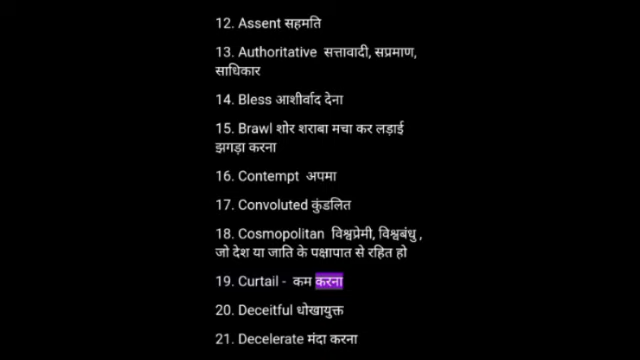 12. Assent सहमति
13. Authoritative सत्तावादी, सप्रमाण,
साधिकार
14. Bless आशीर्वाद देना
15. Brawl शोर शराबा मचा कर लड़ाई
झगड़ा करना
16. Contempt अपमा
17. Convoluted कुंडलित
18. Cosmopolitan विश्वप्रेमी, विश्वबंधु ,
जो देश या जाति के पक्षापात से रहित हो
19. Curtail - कम करना
20. Deceitful धोखायुक्त
21. Decelerate मंदा करना